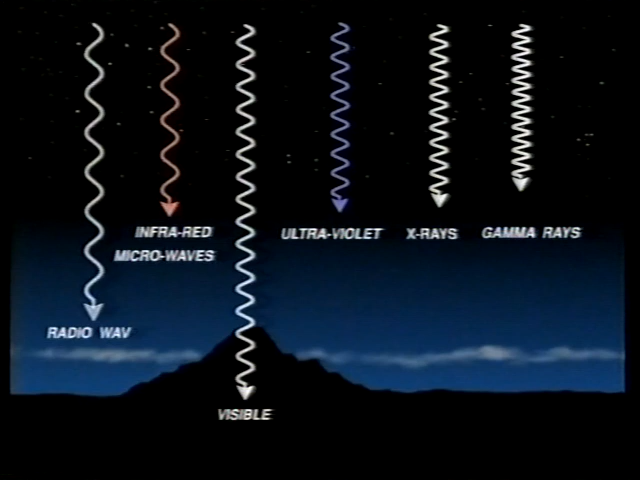 INFRA-RED
MICRO-WAVES
ULTRA-VIOLET
X-RAYS
GAMMA RAYS
RADIO WAV
VISIBLE